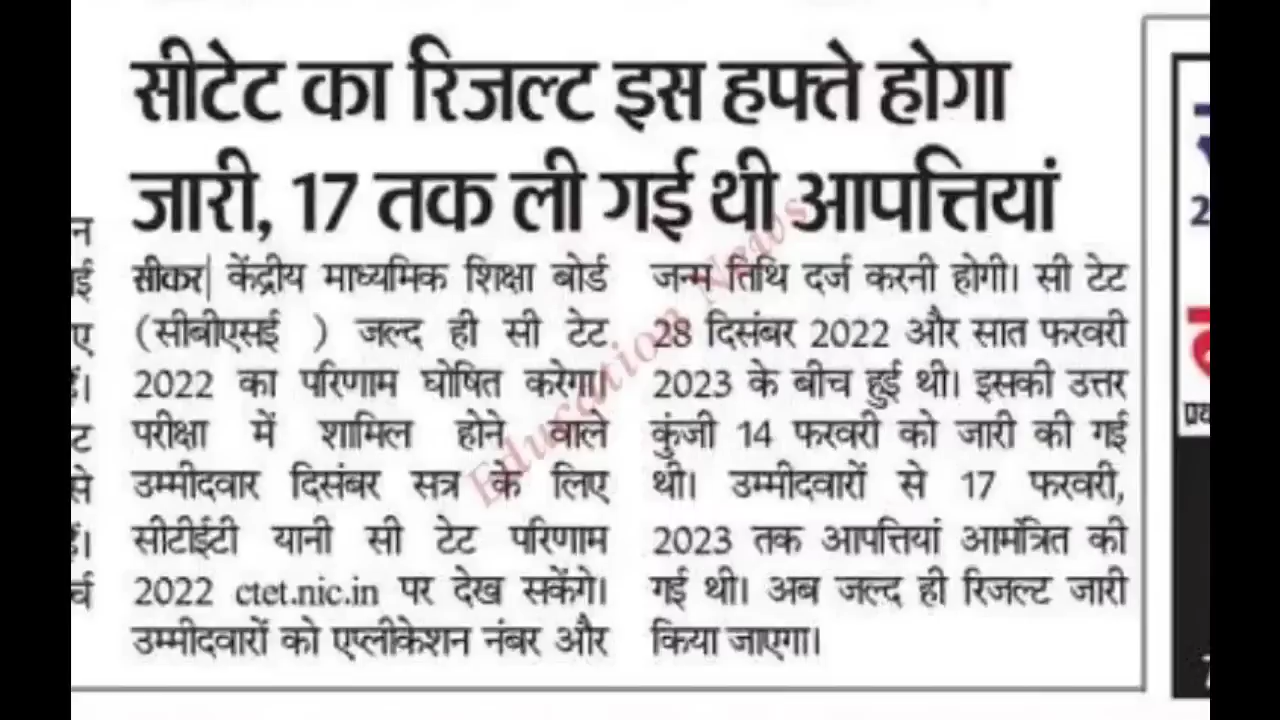 सीटेट का रिजल्ट इस हफ्ते होगा
जारी, 17 तक ली गई थी आपत्तियां
सीकर| केंद्रीय माध्यमिक शिक्षा बोर्ड
(सीबीएसई ) जल्द ही सी टेट
2022 का परिणाम घोषित करेगा।
परीक्षा में शामिल होने वाले
उम्मीदवार दिसंबर सत्र के लिए
सीटीईटी यानी सी टेट परिणाम
2022 ctet.nic.in पर देख सकेंगे।
उम्मीदवारों को एप्लीकेशन नंबर और
जन्म तिथि दर्ज करनी होगी। सी टेट
28 दिसंबर 2022 और सात फरवरी
2023 के बीच हुई थी। इसकी उत्तर
कुंजी 14 फरवरी को जारी की गई
थी। उम्मीदवारों से 17 फरवरी,
2023 तक आपत्तियां आमंत्रित की
गई थी। अब जल्द ही रिजल्ट जारी
किया जाएगा।
Education News